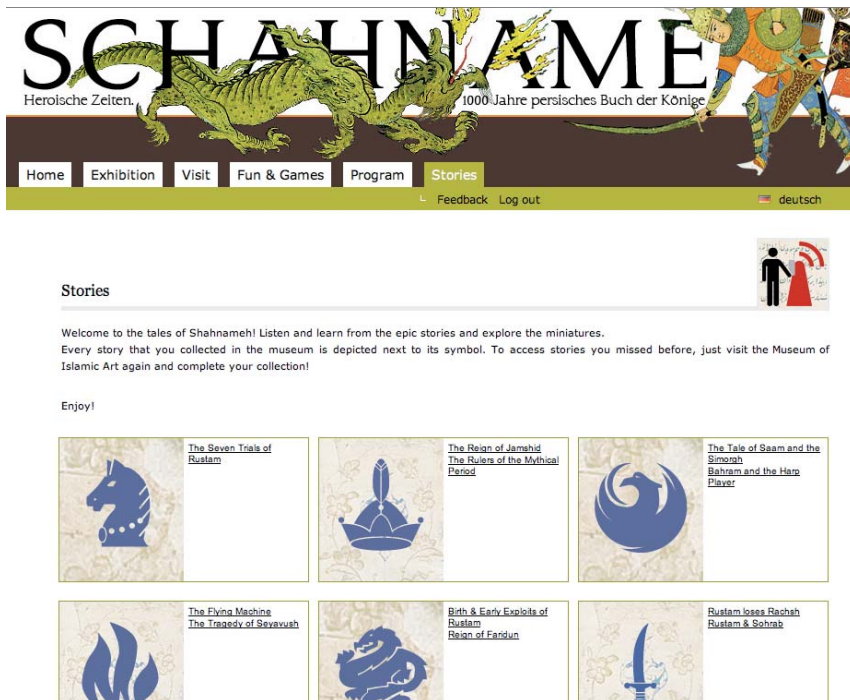 SCHAHNAME
Heroische Zeiten. 1000 Jahre persisches Buch der Könige
Home Exhibition Visit Fun & Games Program Stories
Feedback Log out deutsch
Stories
Welcome to the tales of Shahnameh! Listen and learn from the epic stories and explore the miniatures.
Every story that you collected in the museum is depicted next to its symbol. To access stories you missed before, just visit the Museum of
Islamic Art again and complete your collection!
Enjoy!
The Seven Trials of
Rustam
The Reign of Jamshid
The Rulers of the Mythical
Period
The Tale of Saam and the
Simorgh
Bahram and the Harp
Player
The Flying Machine
The Tragedy of Seyavush
Birth & Early Exploits of
Rustam
Reign of Faridun
Rustam loses Rachsh
Rustam & Sohrab